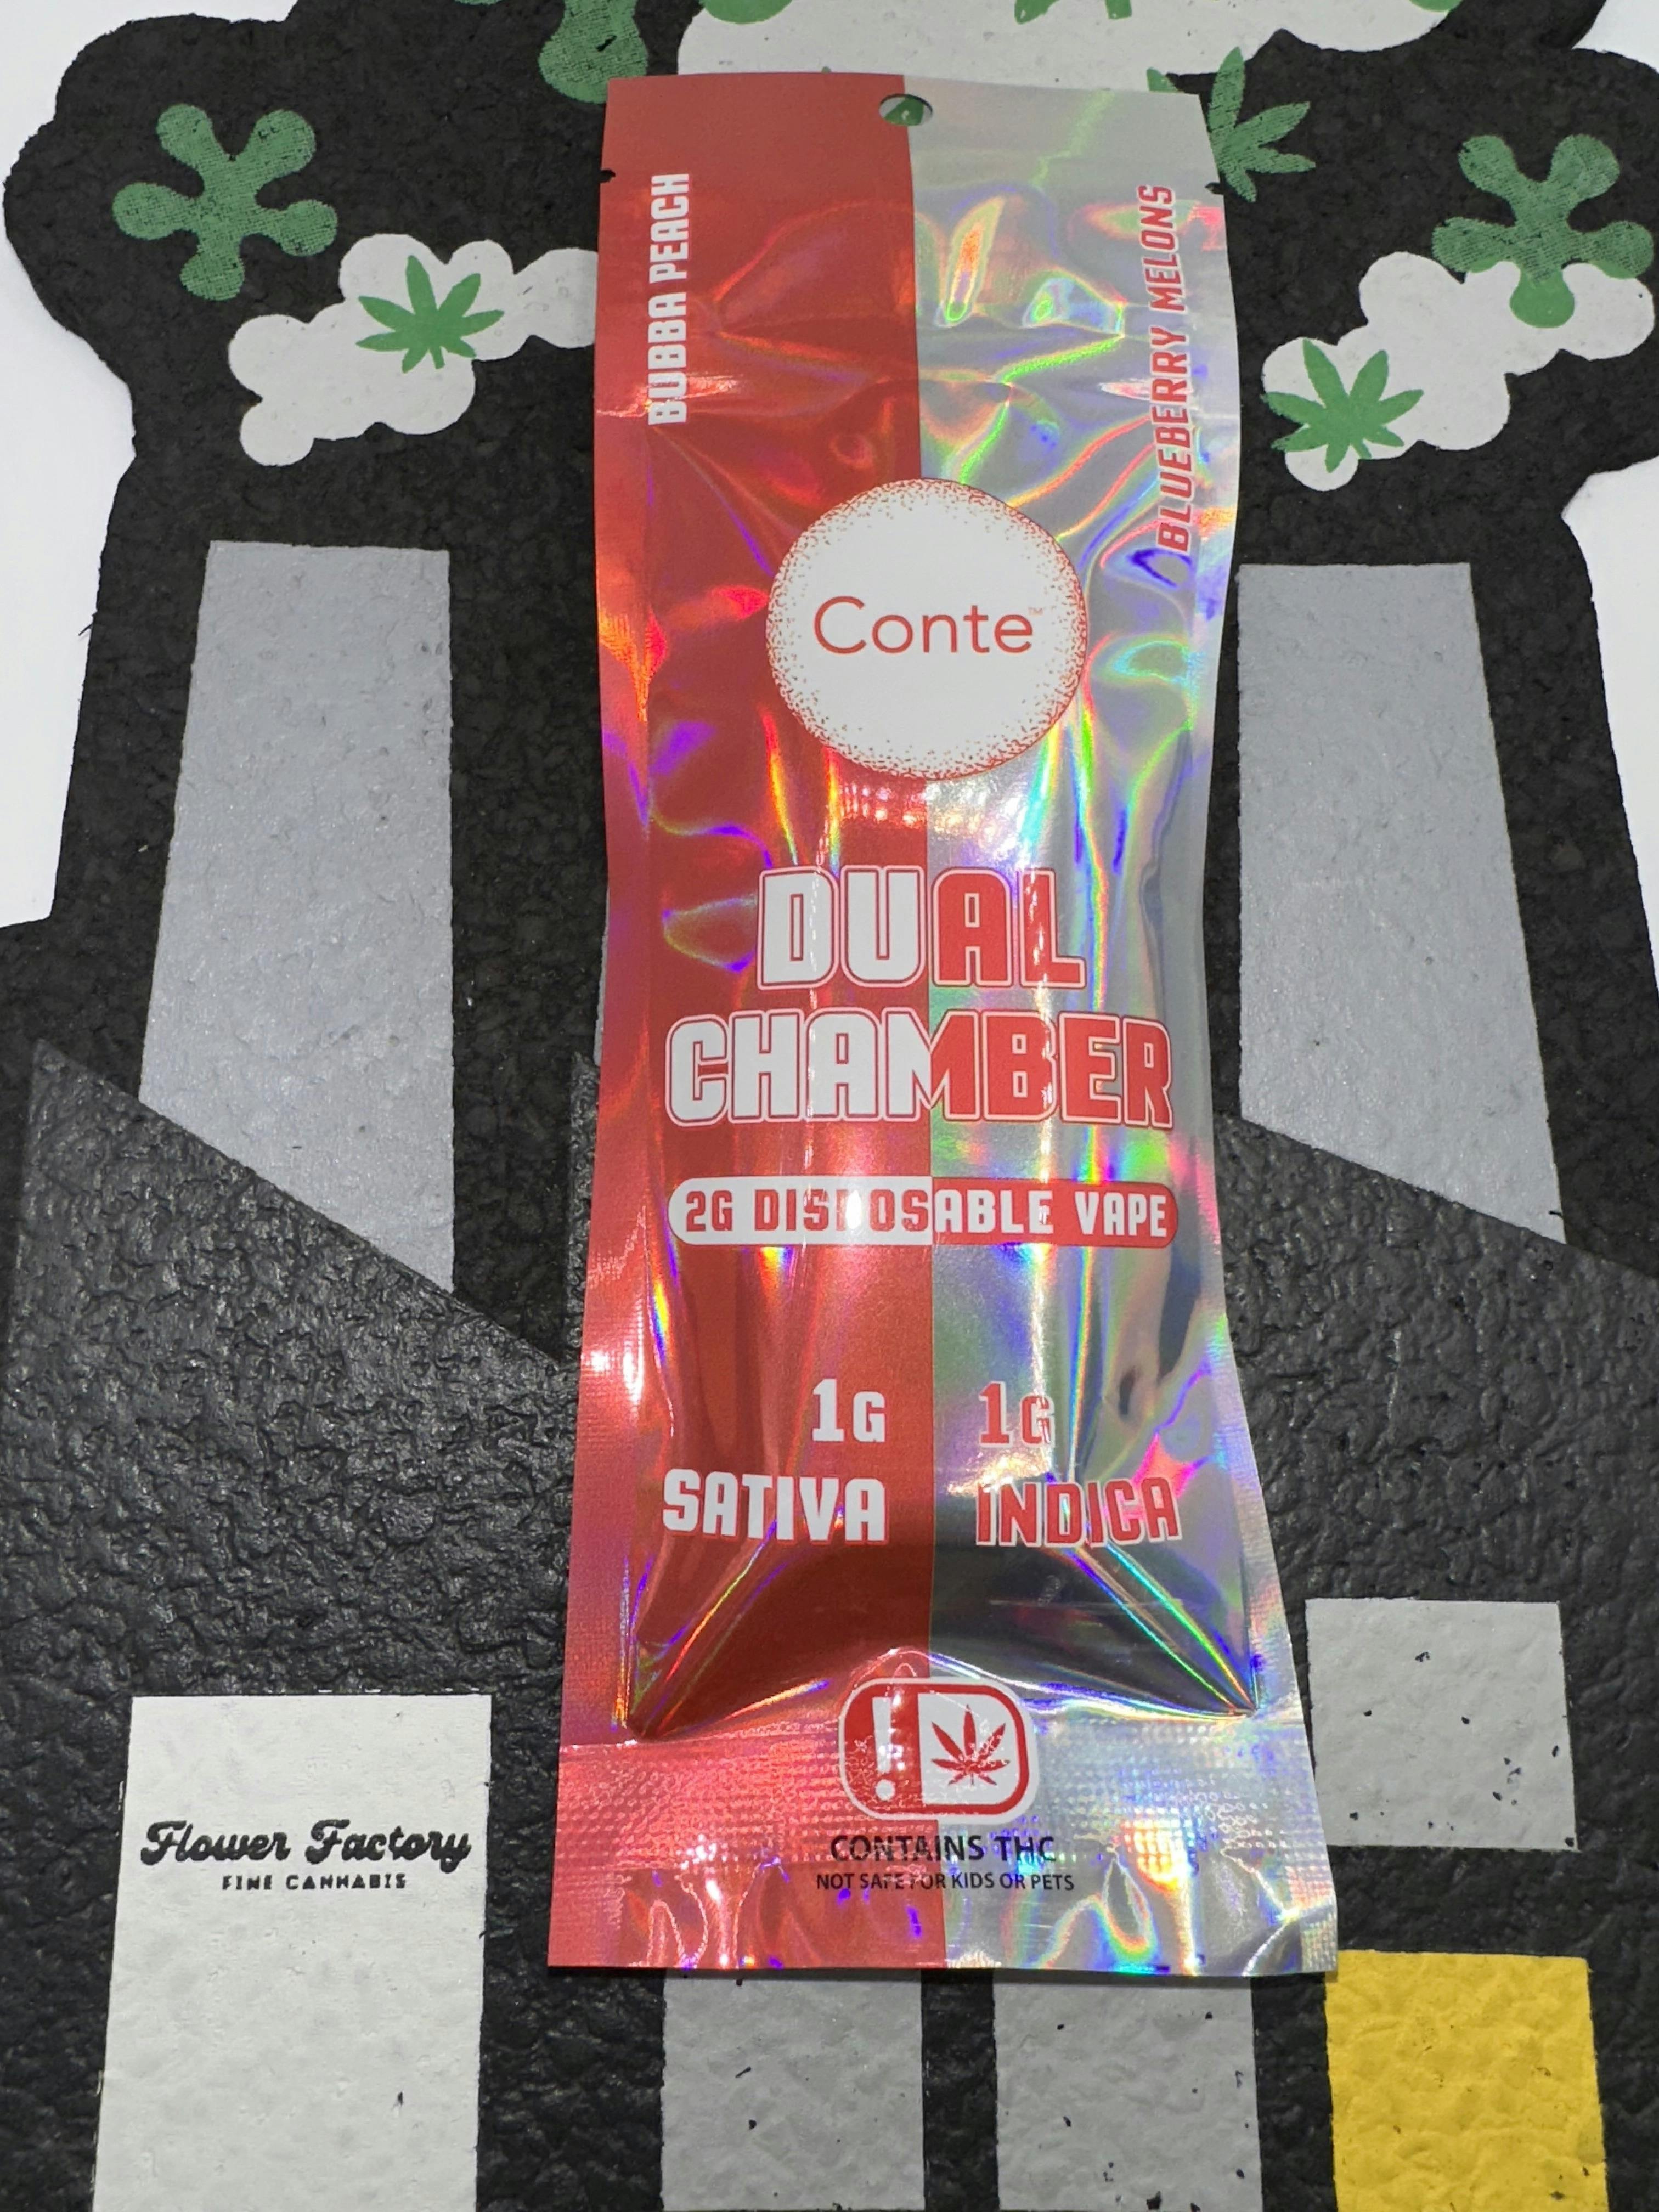 BUBBA PEACH
BLUEBERRY MELONS
Conte™
DUAL
CHAMBER
2G DISPOSABLE VAPE
1G
SATIVA
1G
INDICA
!
CONTAINS THC
NOT SAFE FOR KIDS OR PETS
Flower Factory
FINE CANNABIS